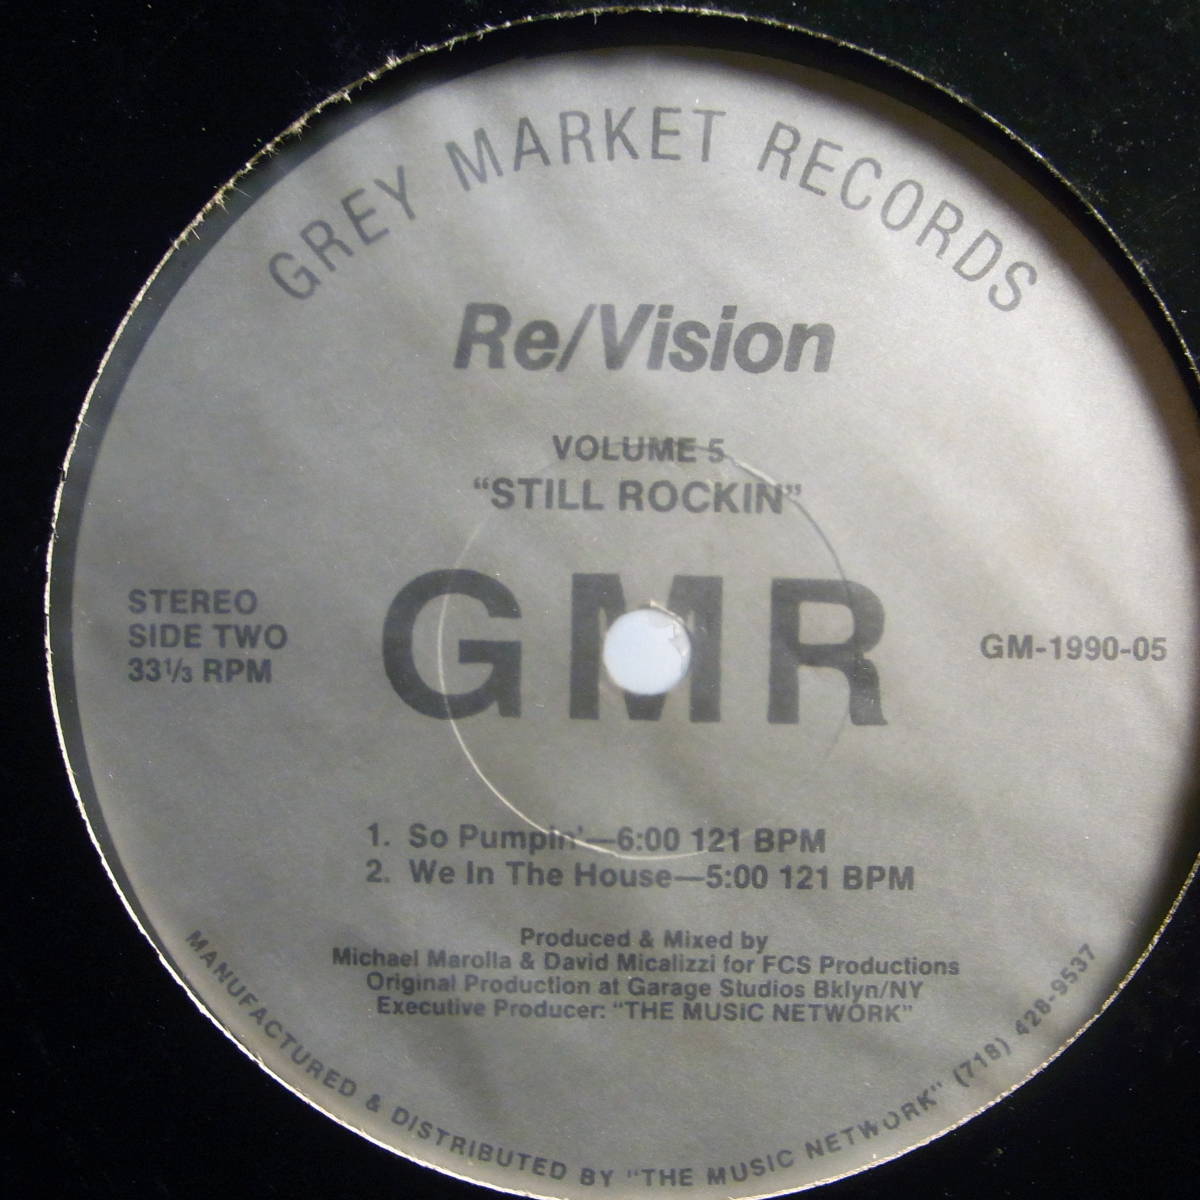 GREY MARKET RECORDS
Re/Vision
VOLUME 5
“STILL ROCKIN”
STEREO
SIDE TWO
33⅓ RPM
GMR
GM-1990-05
1. So Pumpin'—6:00 121 BPM
2. We In The House—5:00 121 BPM
Produced & Mixed by
Michael Marolla & David Micalizzi for FCS Productions
Original Production at Garage Studios Bklyn/NY
Executive Producer: “THE MUSIC NETWORK”
MANUFACTURED & DISTRIBUTED BY “THE MUSIC NETWORK” (718) 428-9537